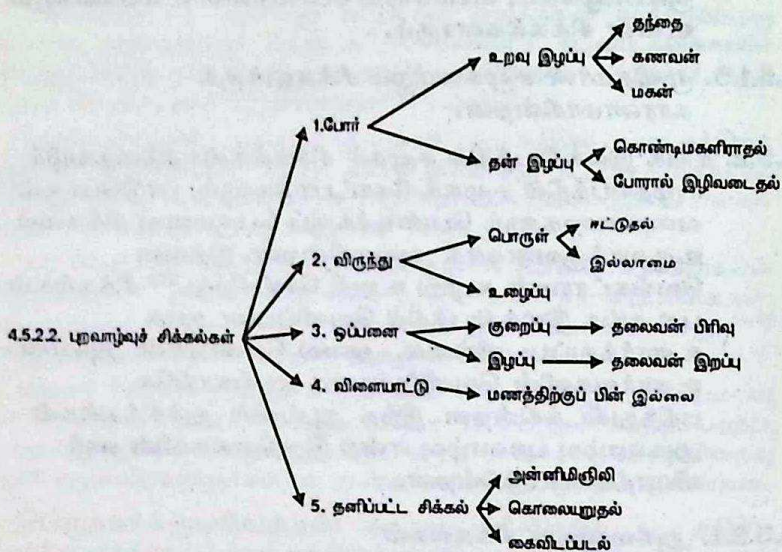 4.5.2.2. புறவாழ்வுச் சிக்கல்கள்
1.போர்
உறவு இழப்பு
தந்தை
கணவன்
மகன்
தன் இழப்பு
கொண்டிமகளிராதல்
போரால் இழிவடைதல்
2. விருந்து
பொருள்
ஈட்டுதல்
இல்லாமை
உழைப்பு
3. ஒப்பனை
குறைப்பு
தலைவன் பிரிவு
இழப்பு
தலைவன் இறப்பு
4. விளையாட்டு
மணத்திற்குப் பின் இல்லை
5. தனிப்பட்ட சிக்கல்
அன்னிமிஞிலி
கொலையுறுதல்
கைவிடப்படல்